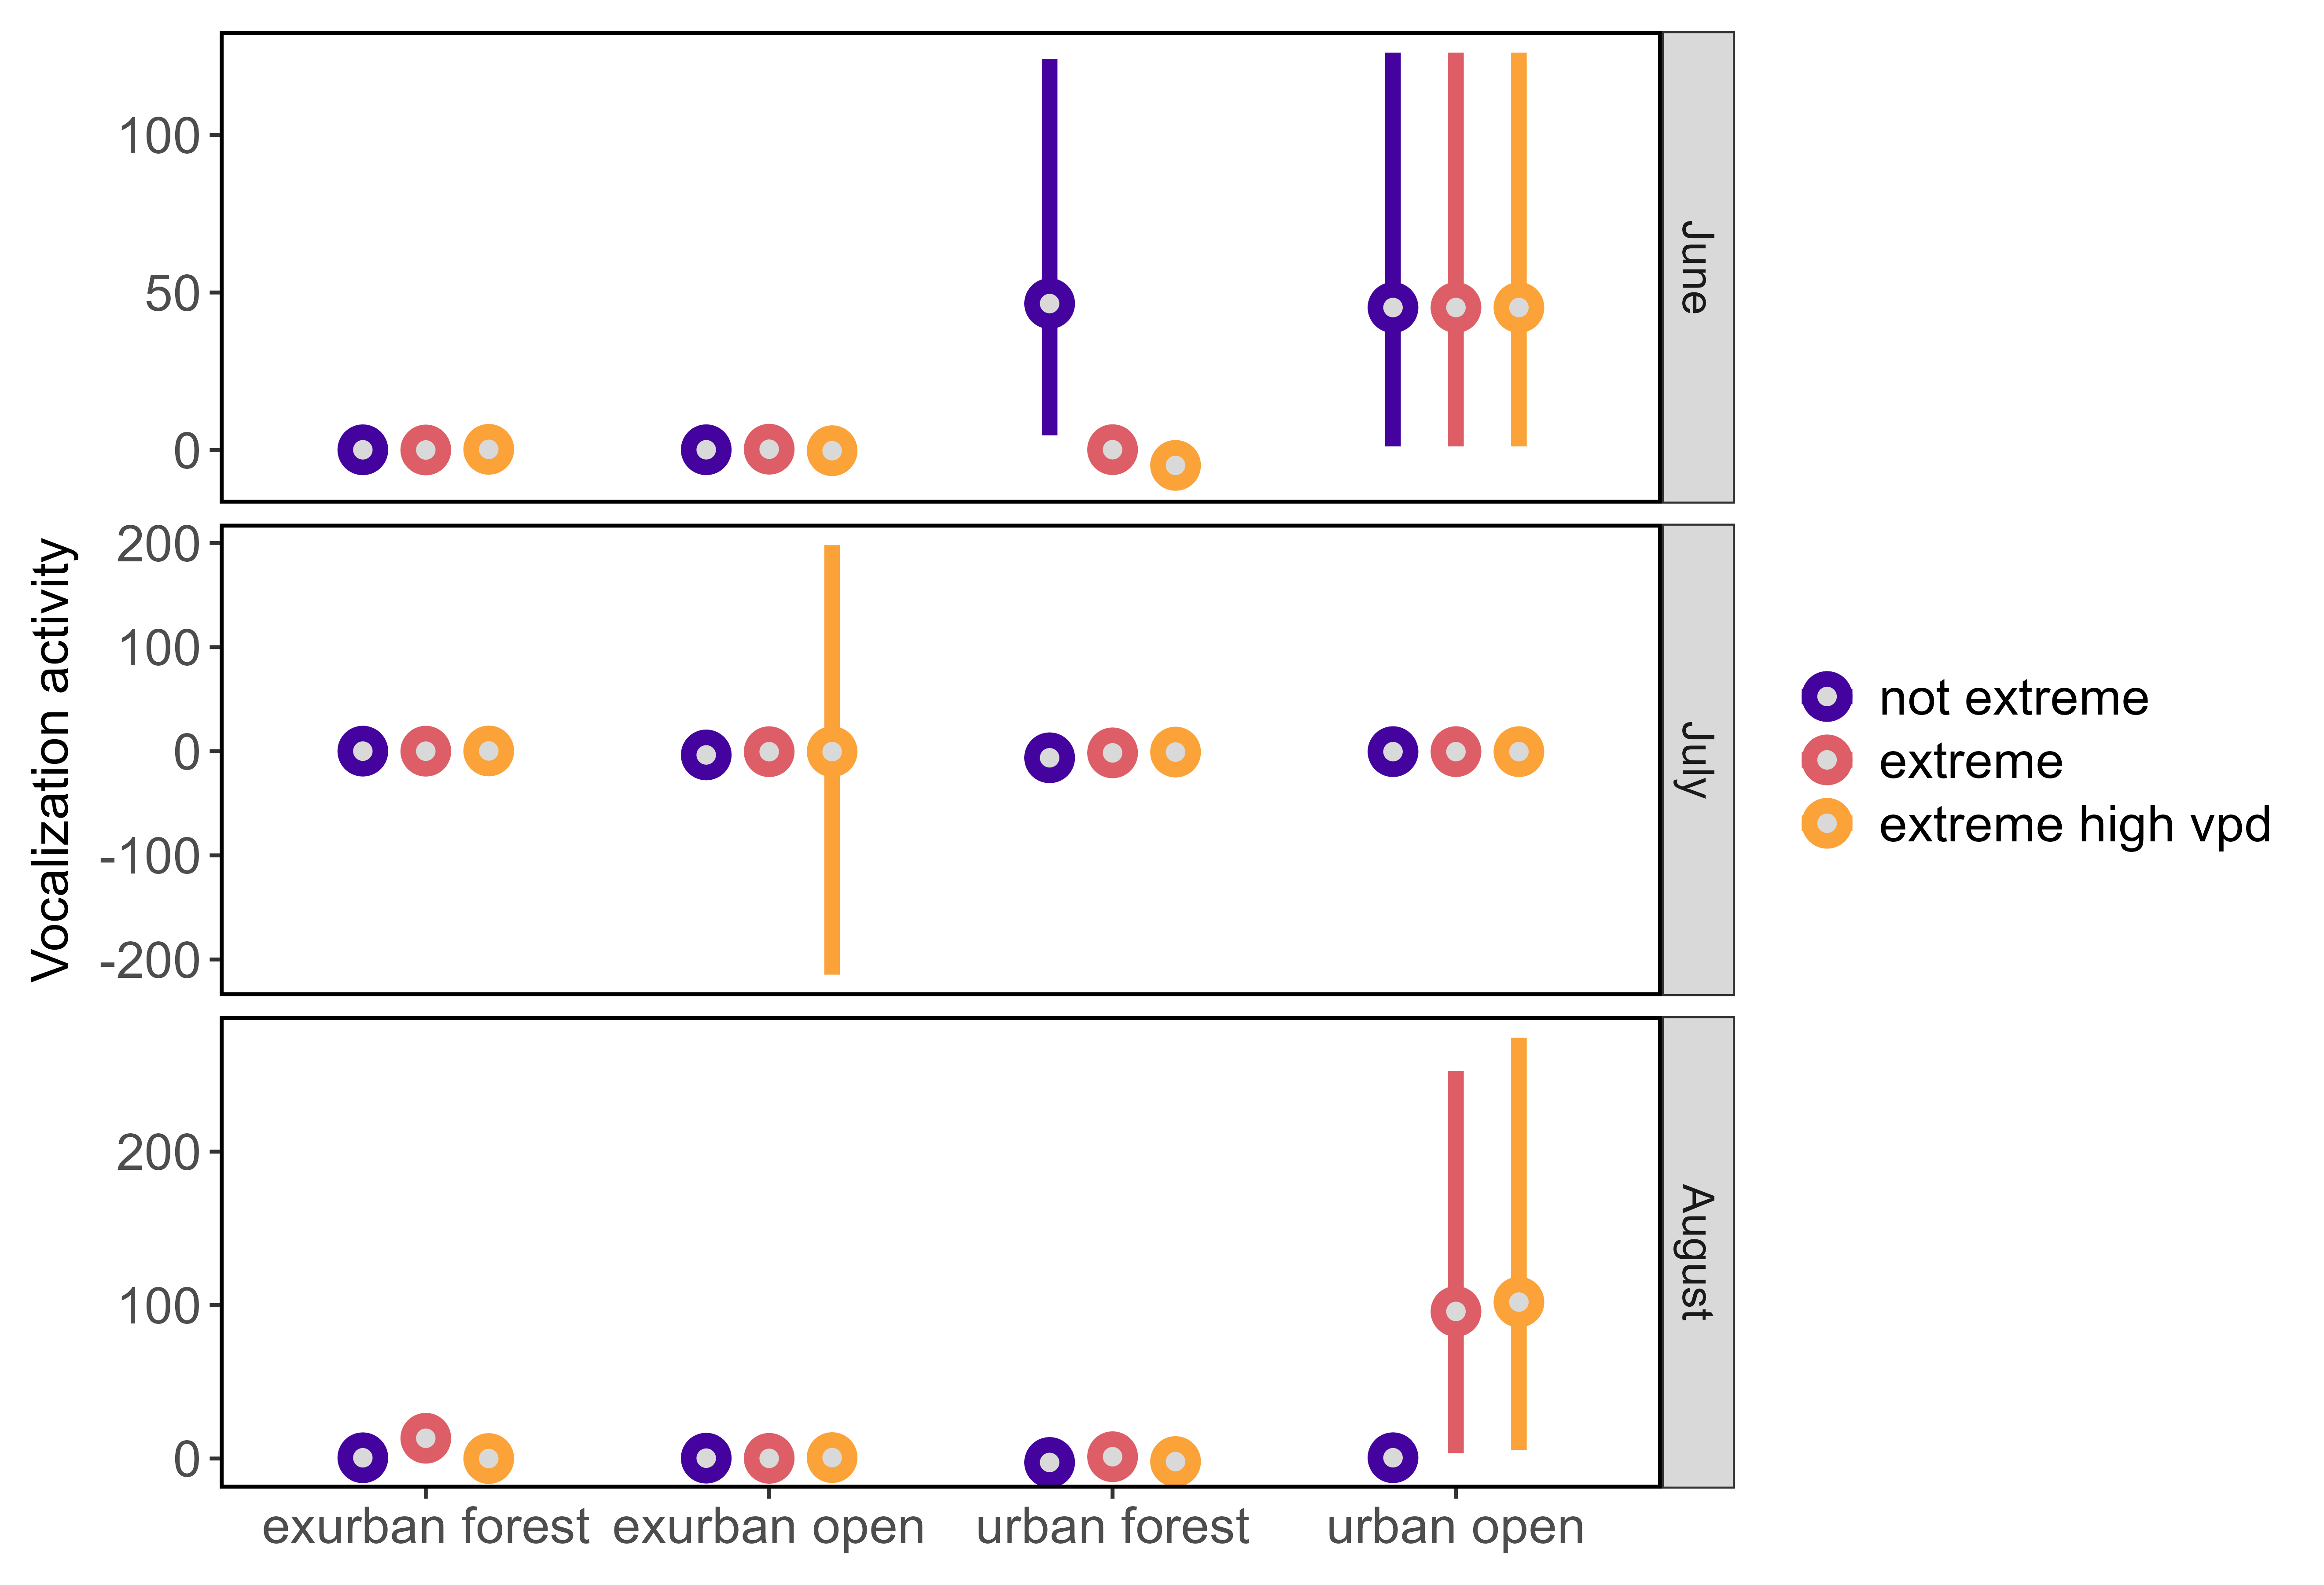 Vocalization activity
100
50
0
June
200
100
0
-100
-200
July
200
100
0
August
exurban forest
exurban open
urban forest
urban open
not extreme
extreme
extreme high vpd